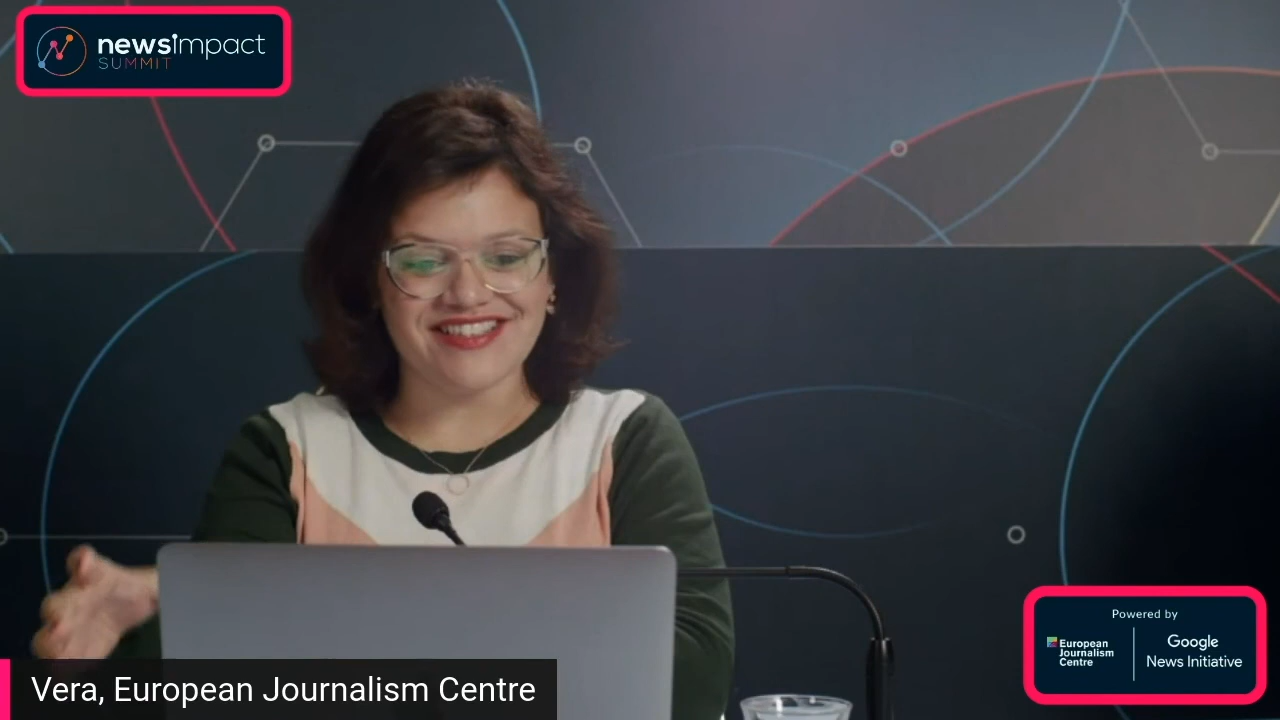 newsimpact
SUMMIT
Powered by
European
Journalism
Centre
Google
News Initiative
Vera, European Journalism Centre